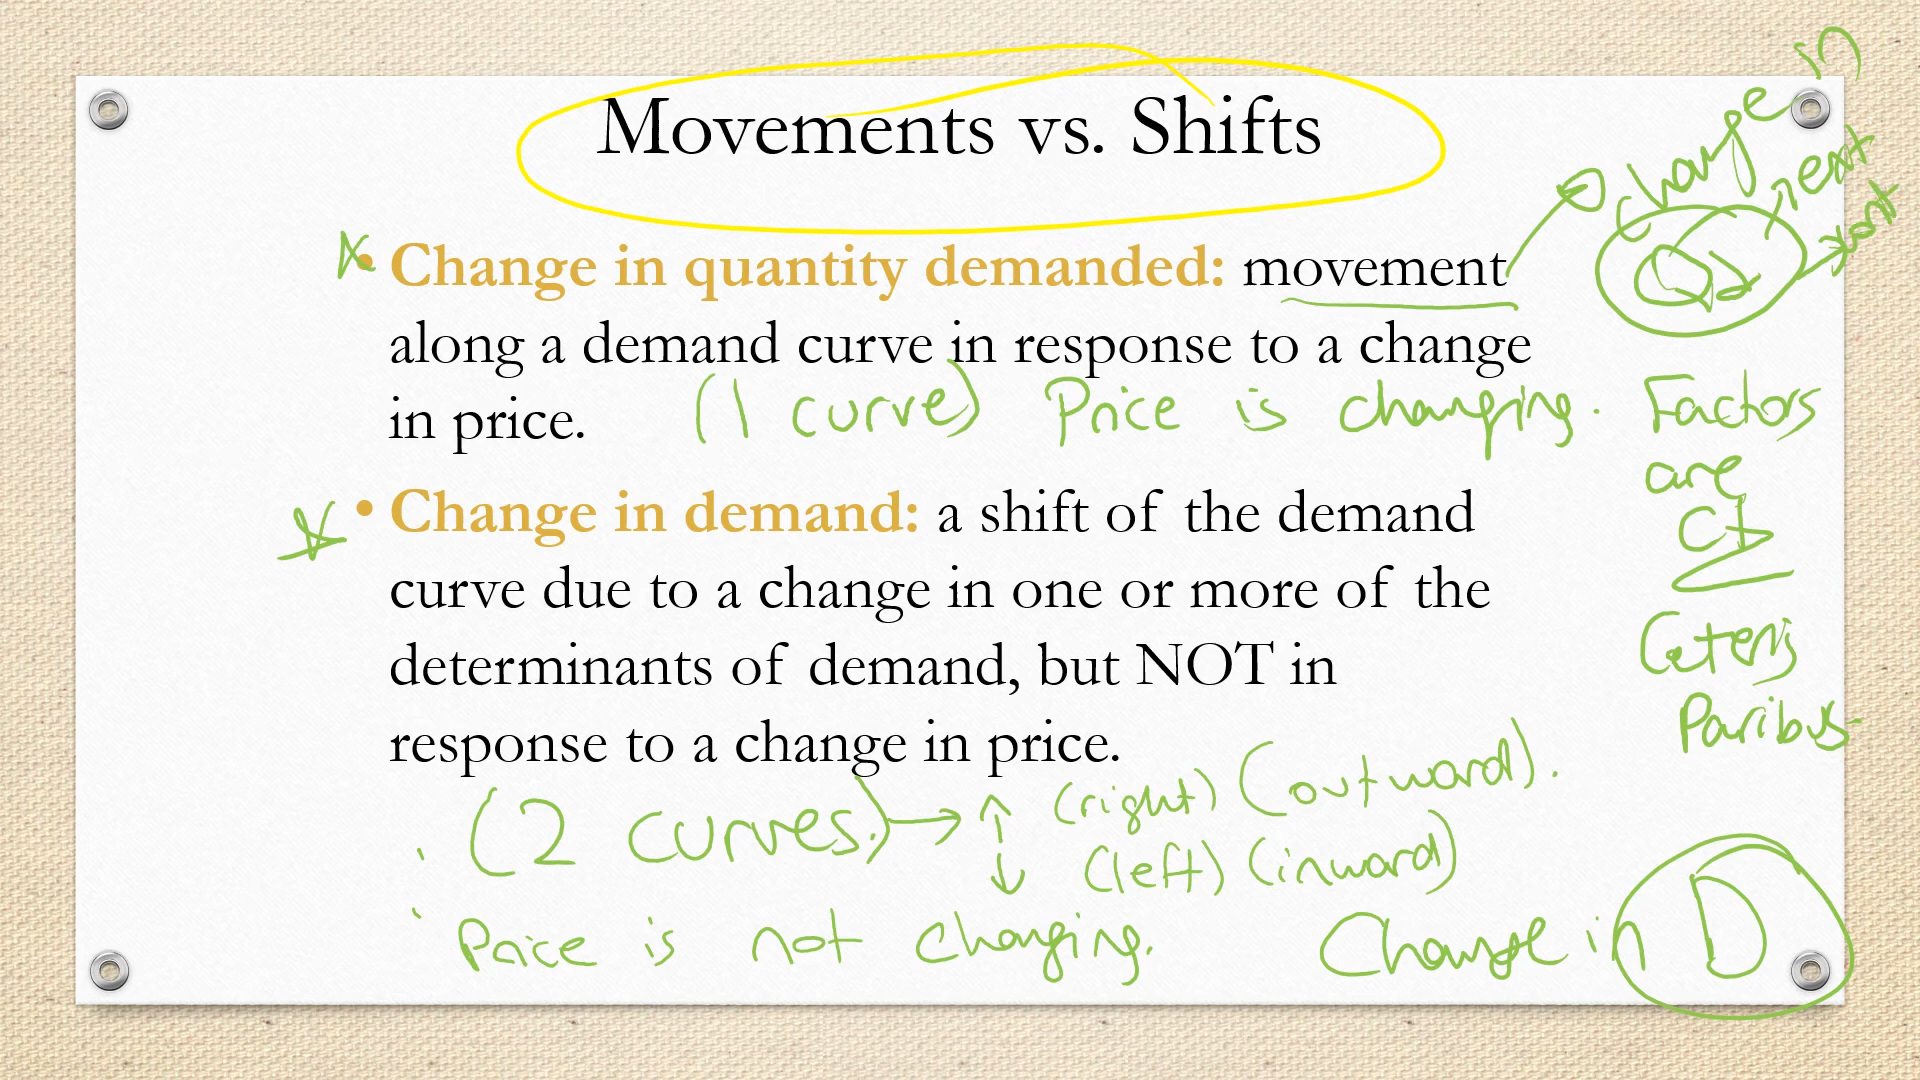 Movements vs. Shifts
change in
Qd
next
• Change in quantity demanded: movement
along a demand curve in response to a change
in price.
(1 curve) Price is changing.
Factors
are
Ceteris
Paribus
• Change in demand: a shift of the demand
curve due to a change in one or more of the
determinants of demand, but NOT in
response to a change in price.
(2 curves.) → ↑ (right) (outward).
↓ (left) (inward)
Price is not changing.
Change in D